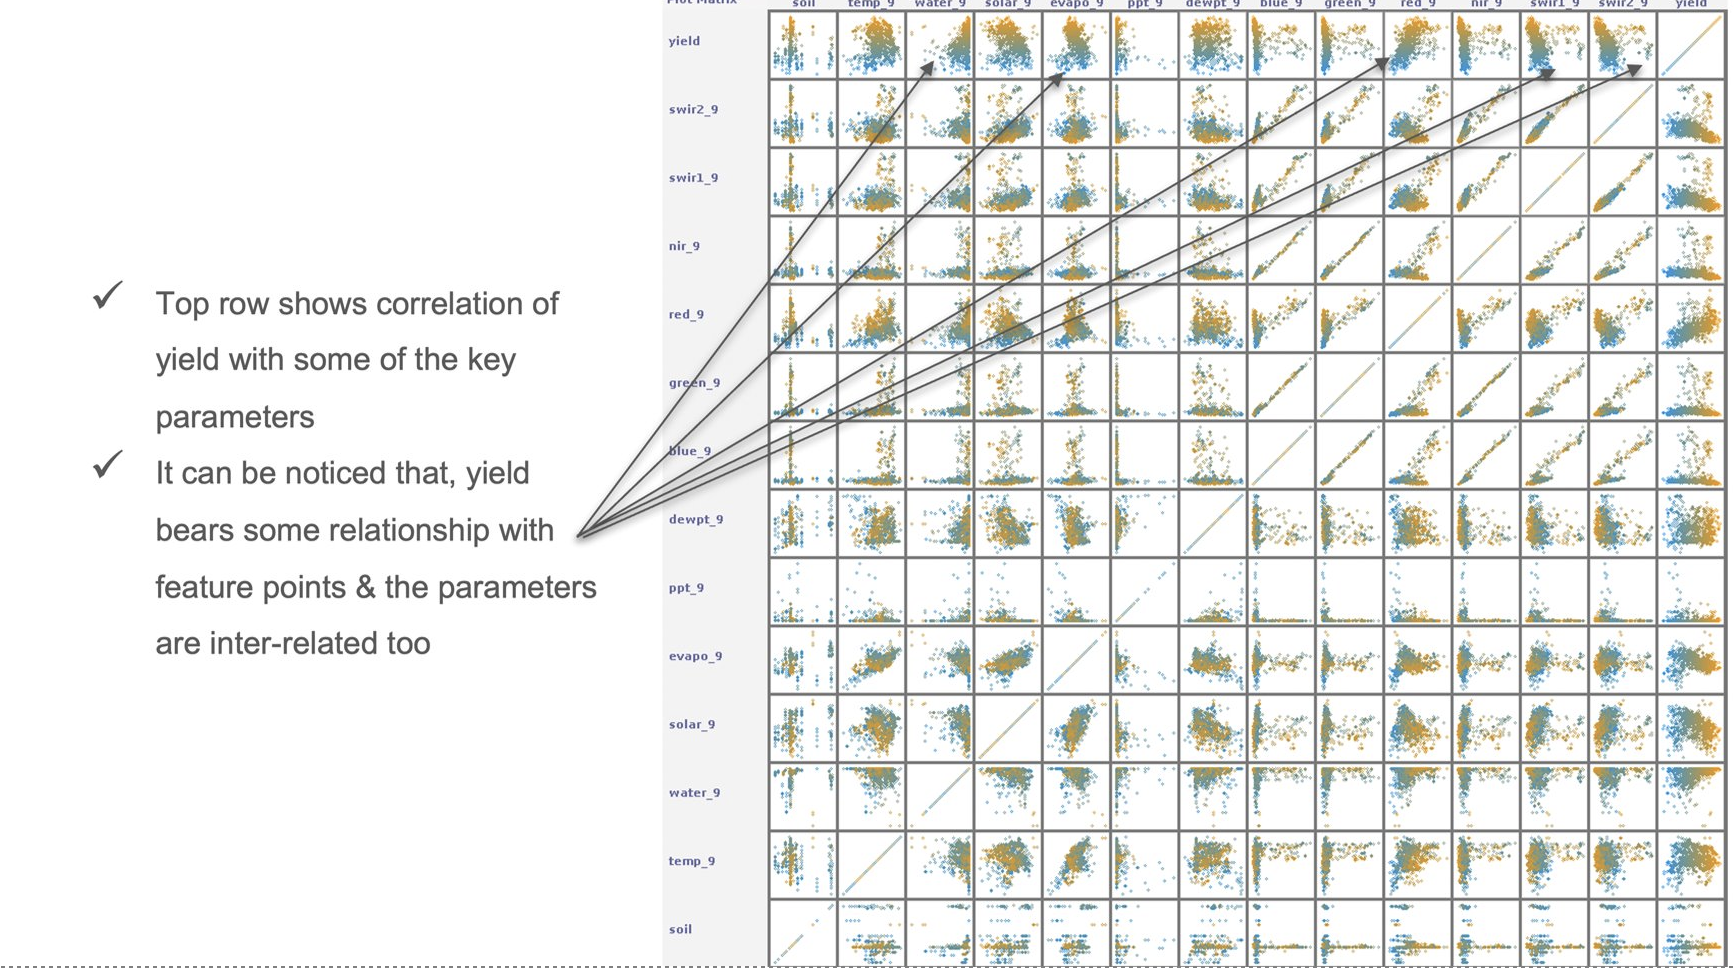 Plot Matrix soil temp_9 water_9 solar_9 evapo_9 ppt_9 dewpt_9 blue_9 green_9 red_9 nir_9 swir1_9 swir2_9 yield
yield
swir2_9
swir1_9
nir_9
red_9
green_9
blue_9
dewpt_9
ppt_9
evapo_9
solar_9
water_9
temp_9
soil
✓ Top row shows correlation of
yield with some of the key
parameters
✓ It can be noticed that, yield
bears some relationship with
feature points & the parameters
are inter-related too